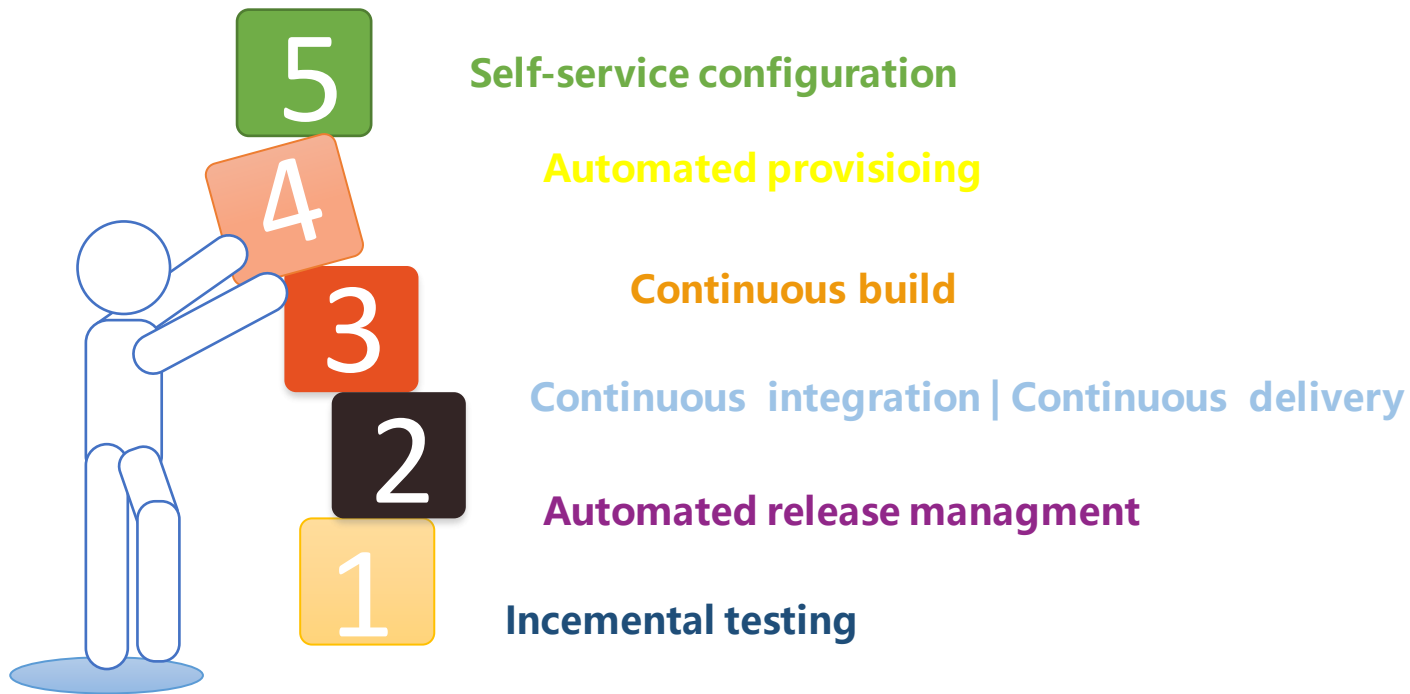 5
Self-service configuration
4
Automated provisioing
Continuous build
3
Continuous integration | Continuous delivery
2
Automated release managment
1
Incemental testing